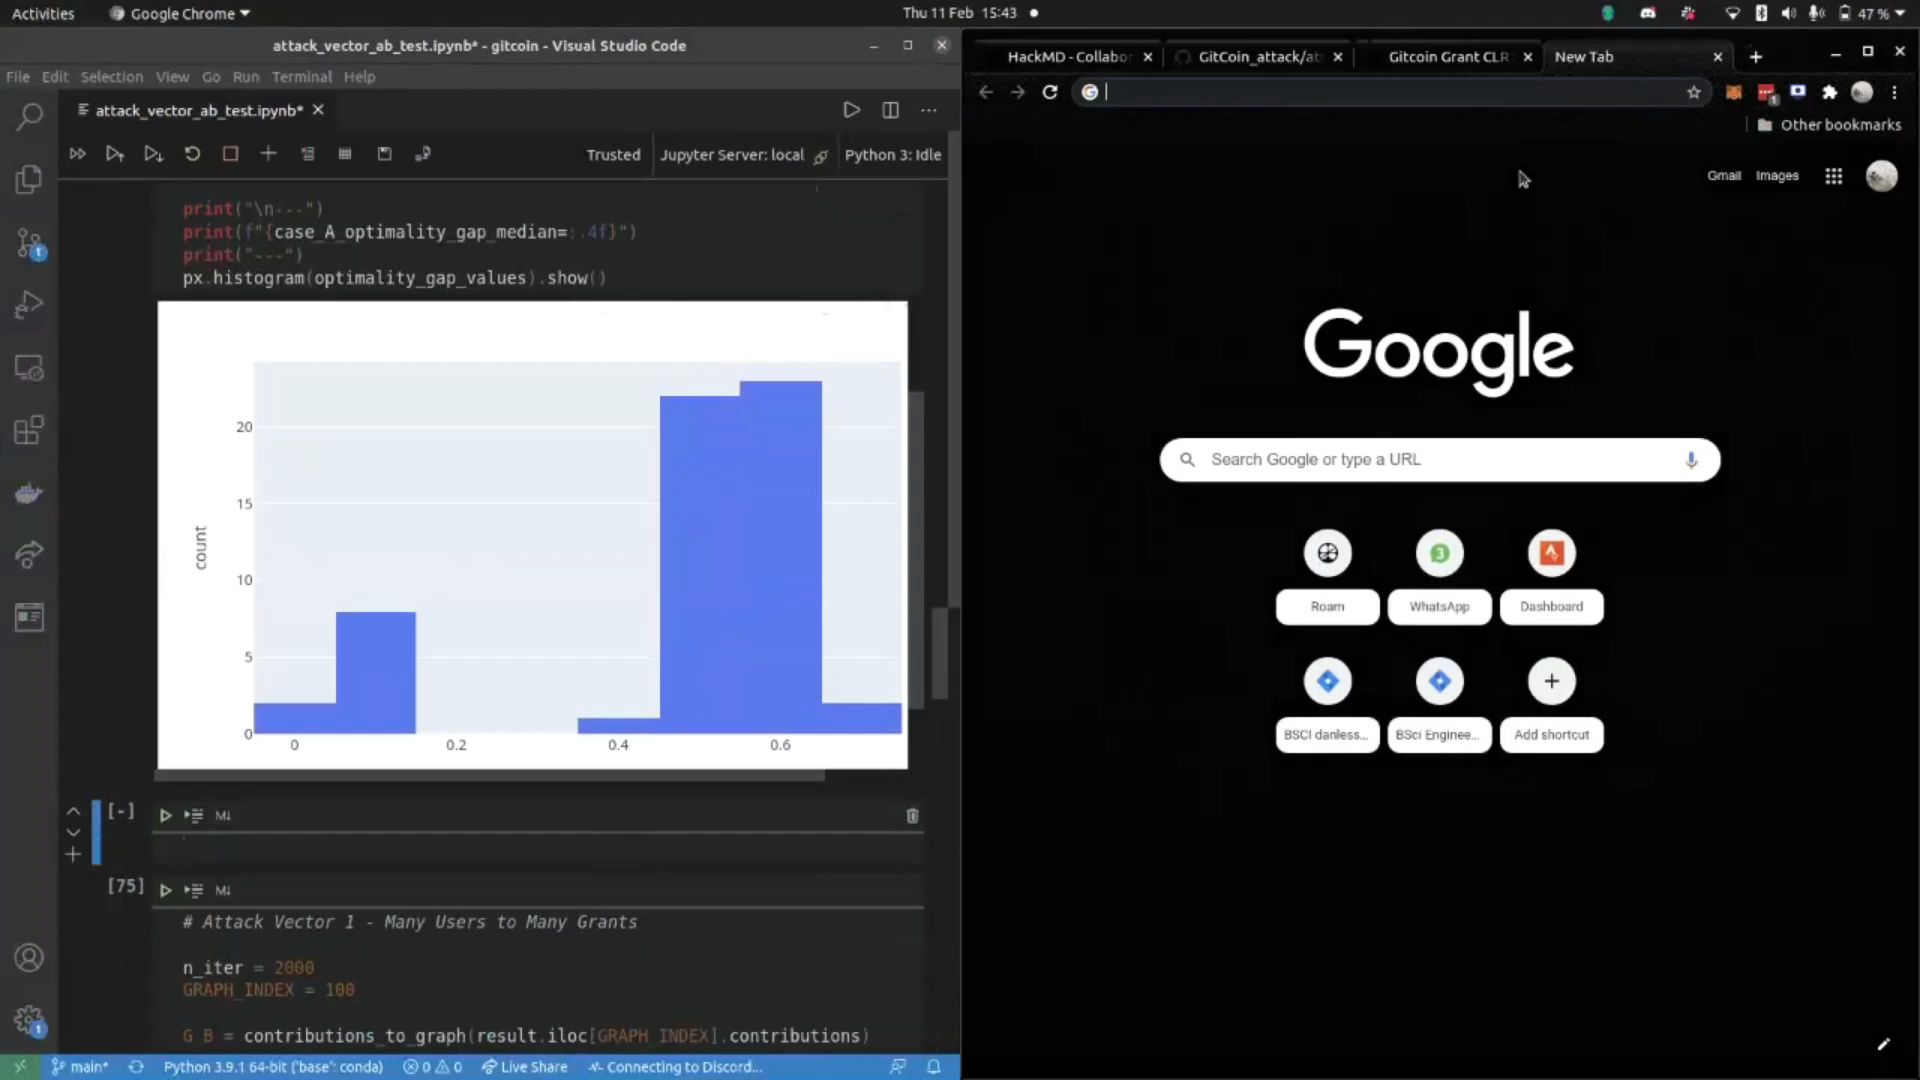 Activities
Google Chrome
Thu 11 Feb 15:43
47 %
attack_vector_ab_test.ipynb* - gitcoin - Visual Studio Code
File Edit Selection View Go Run Terminal Help
attack_vector_ab_test.ipynb*
Trusted
Jupyter Server: local
Python 3: Idle
print("\n---")
print(f"{case_A_optimality_gap_median=:.4f}")
print("---")
px.histogram(optimality_gap_values).show()
count
20
15
10
5
0
0 0.2 0.4 0.6
[-]
M↓
[75]
M↓
# Attack Vector 1 - Many Users to Many Grants
n_iter = 2000
GRAPH_INDEX = 100
G_B = contributions_to_graph(result.iloc[GRAPH_INDEX].contributions)
1
1
main*
Python 3.9.1 64-bit ('base': conda)
0 0
Live Share
Connecting to Discord...
HackMD - Collabor
GitCoin_attack/at
Gitcoin Grant CLR
New Tab
1
Other bookmarks
Gmail Images
Google
Search Google or type a URL
3
Roam
WhatsApp
Dashboard
BSCI danless...
BSci Enginee...
Add shortcut